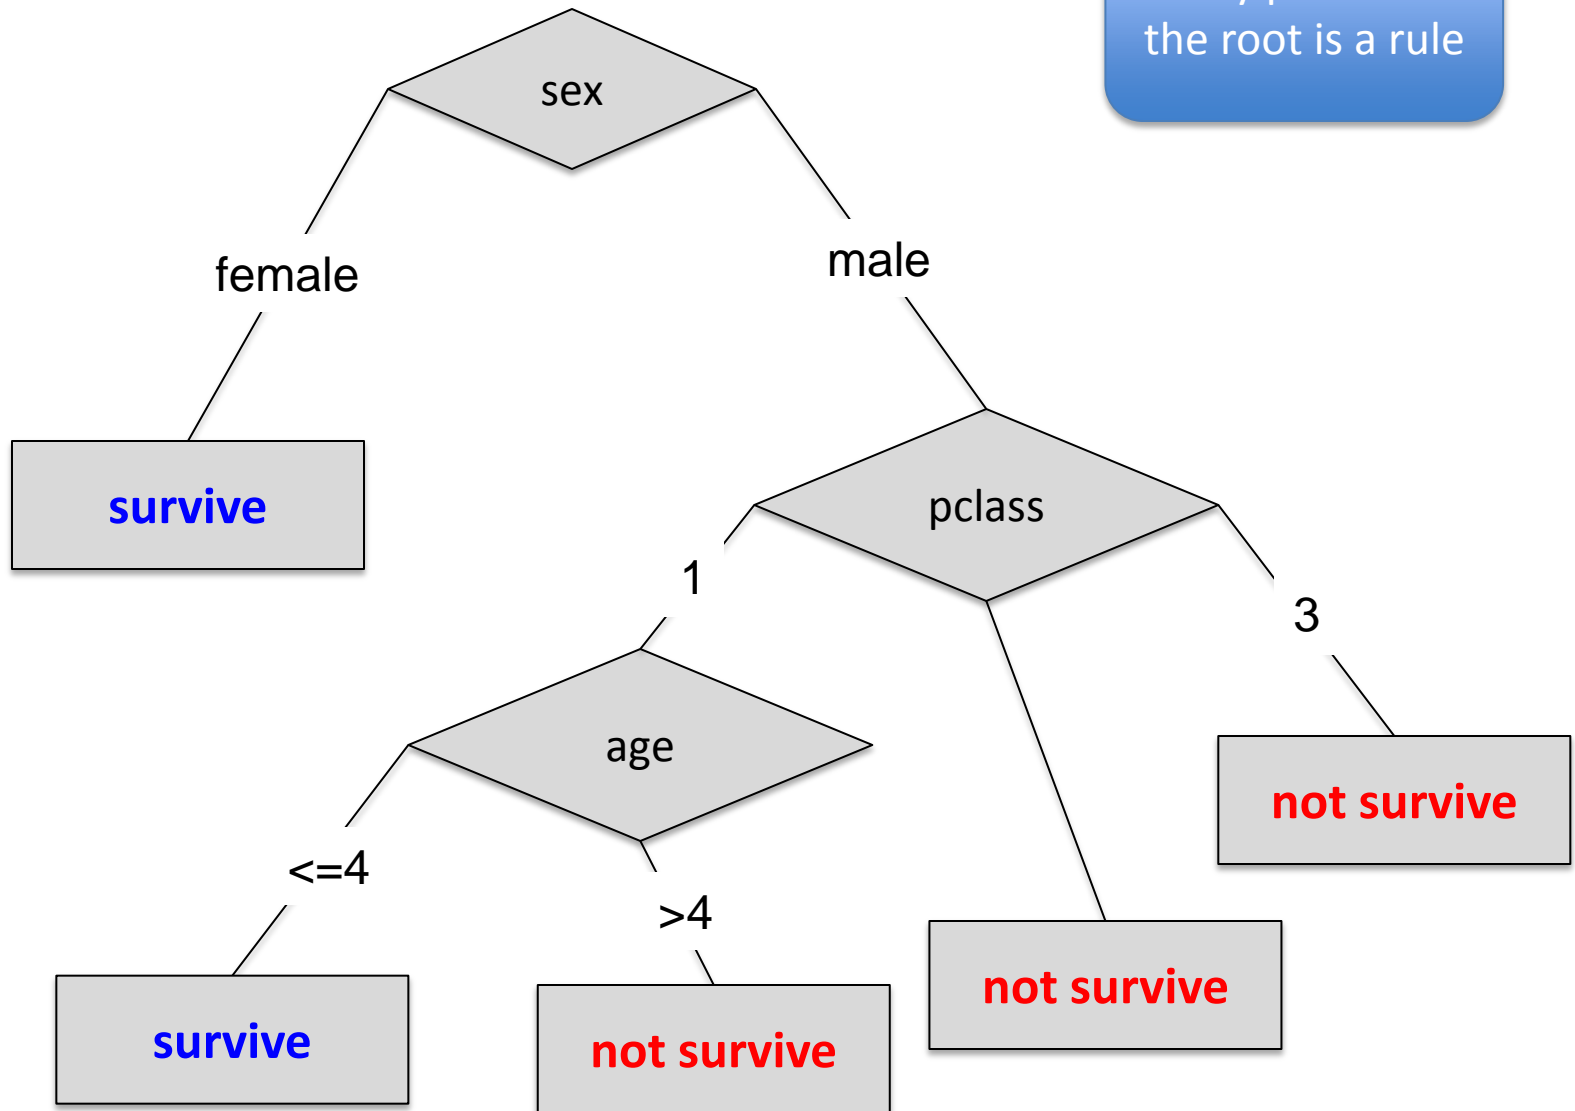 the root is a rule
sex
female
male
survive
pclass
1
3
age
not survive
<=4
>4
not survive
survive
not survive